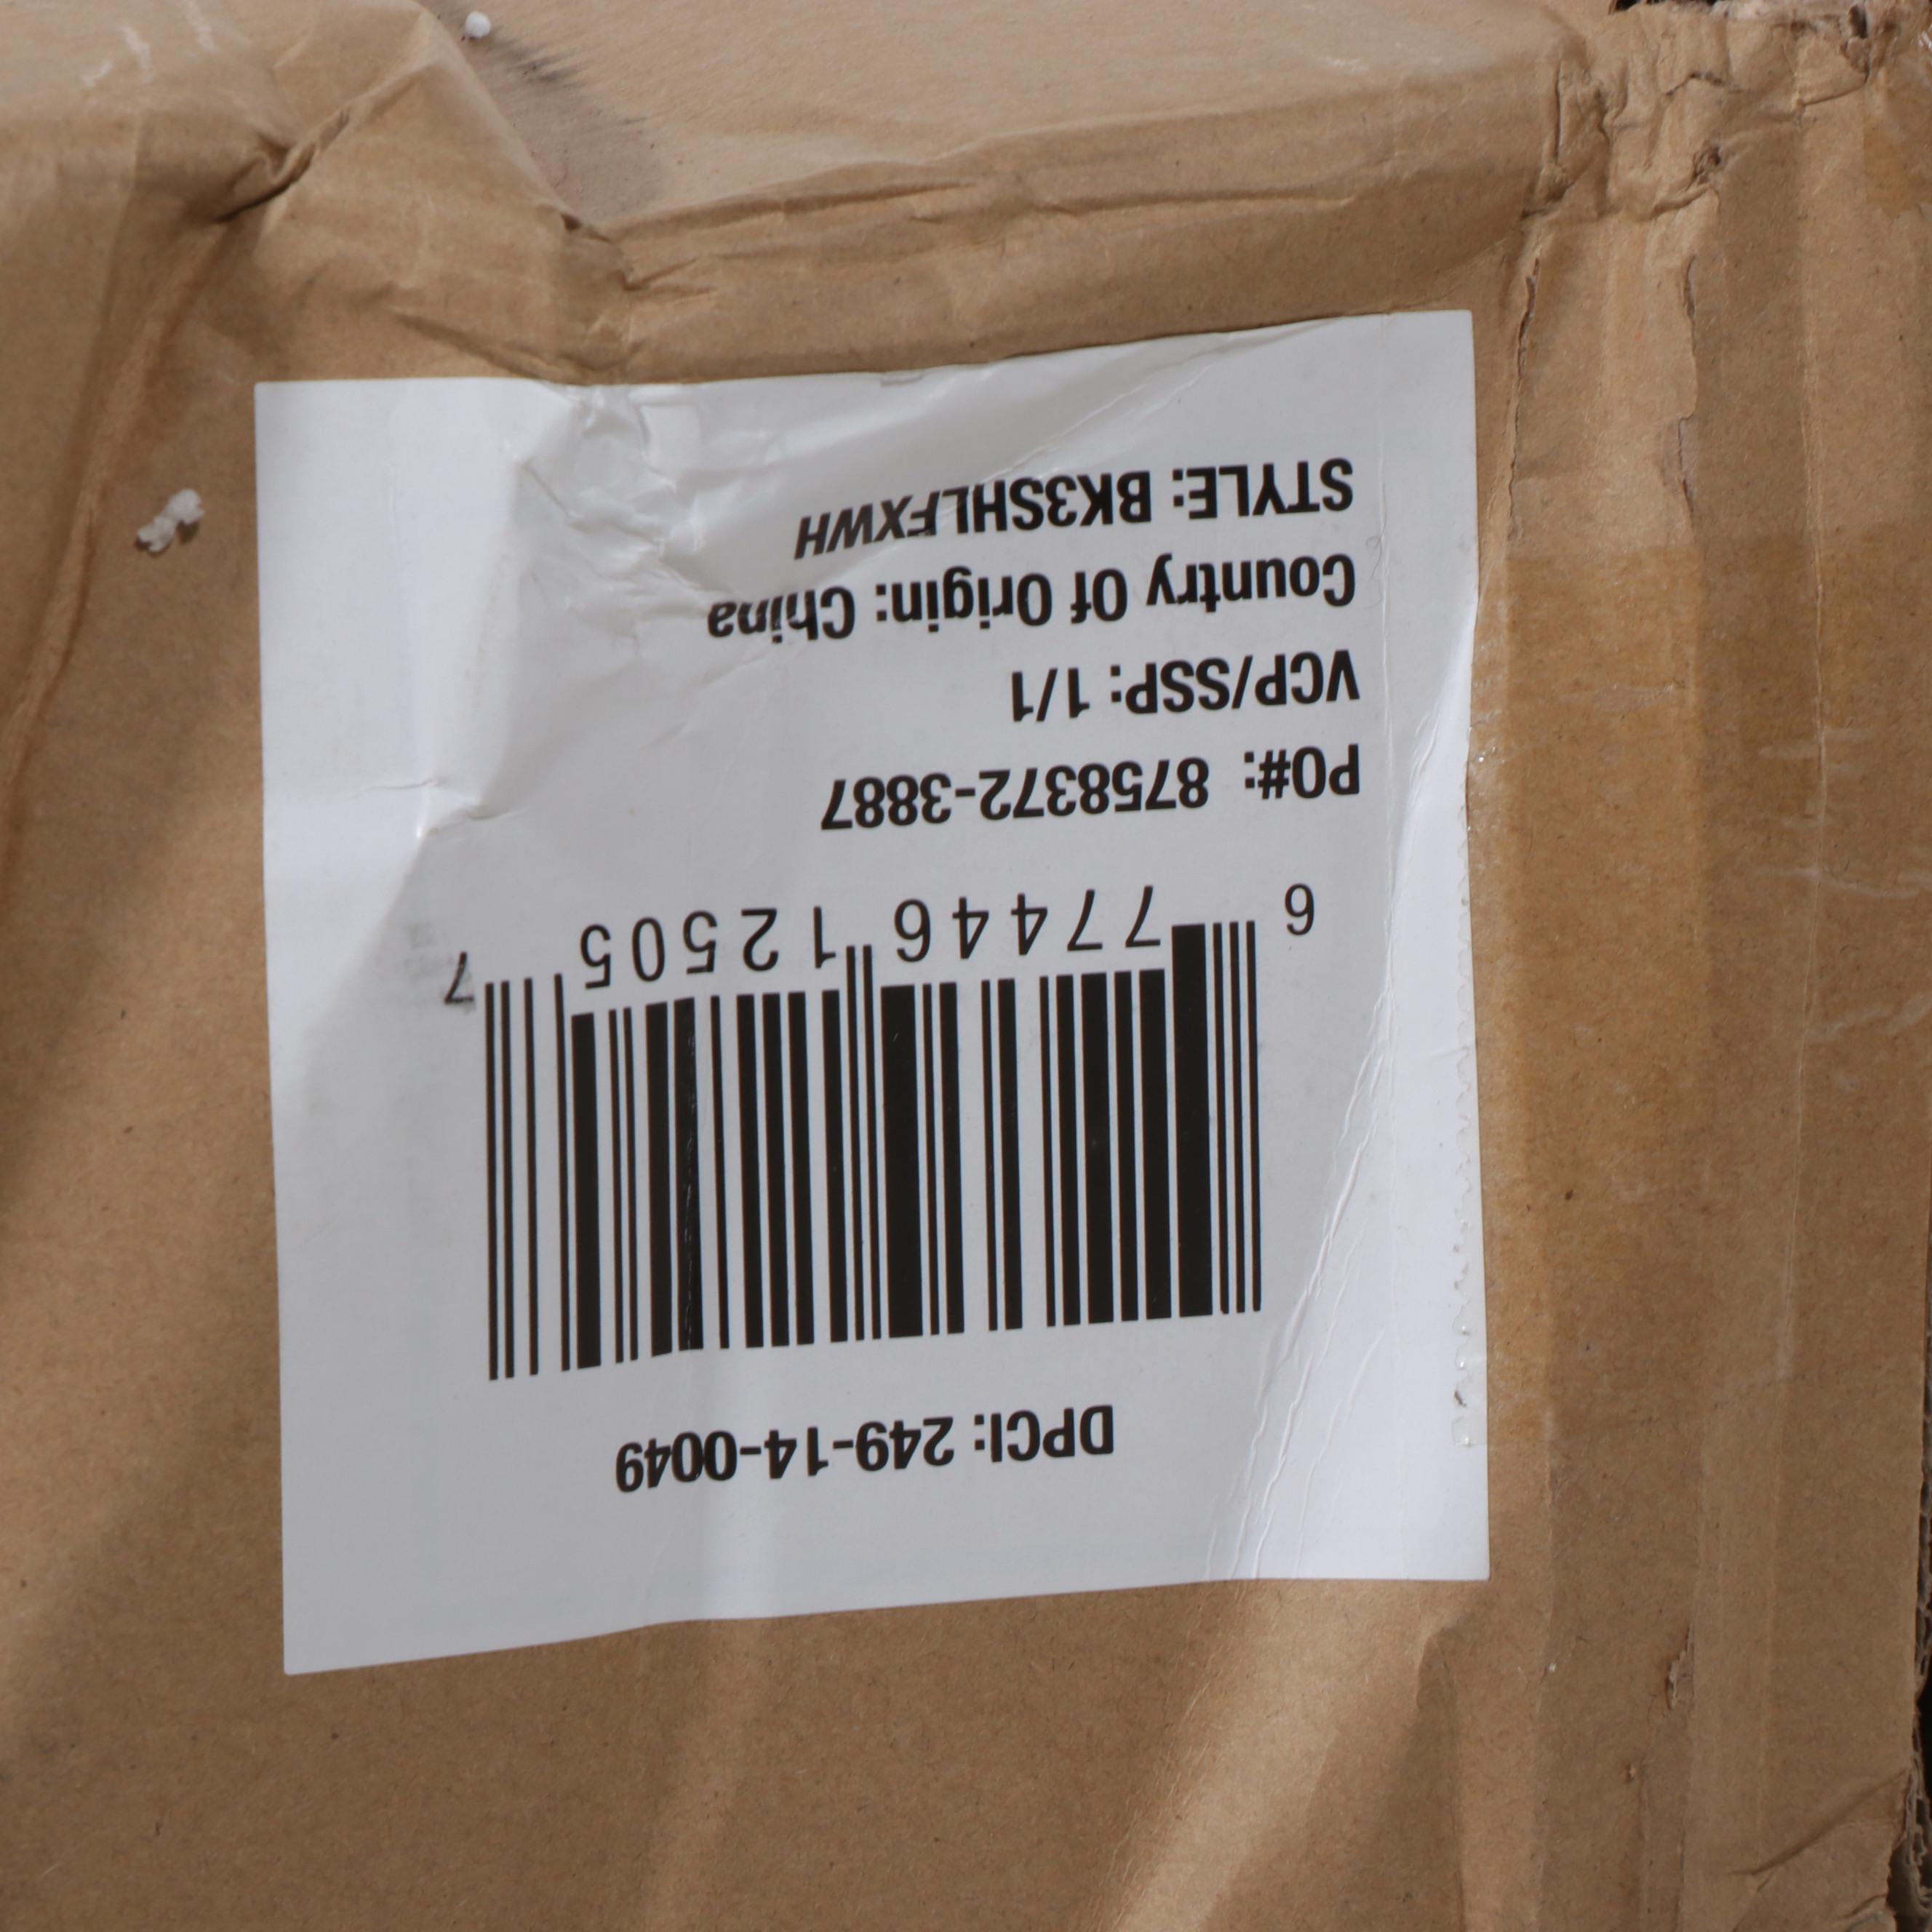 DPCI: 249-14-0049
6 77446 12505 7
PO#: 8758372-3887
VCP/SSP: 1/1
Country Of Origin: China
STYLE: BK3SHLFXWH